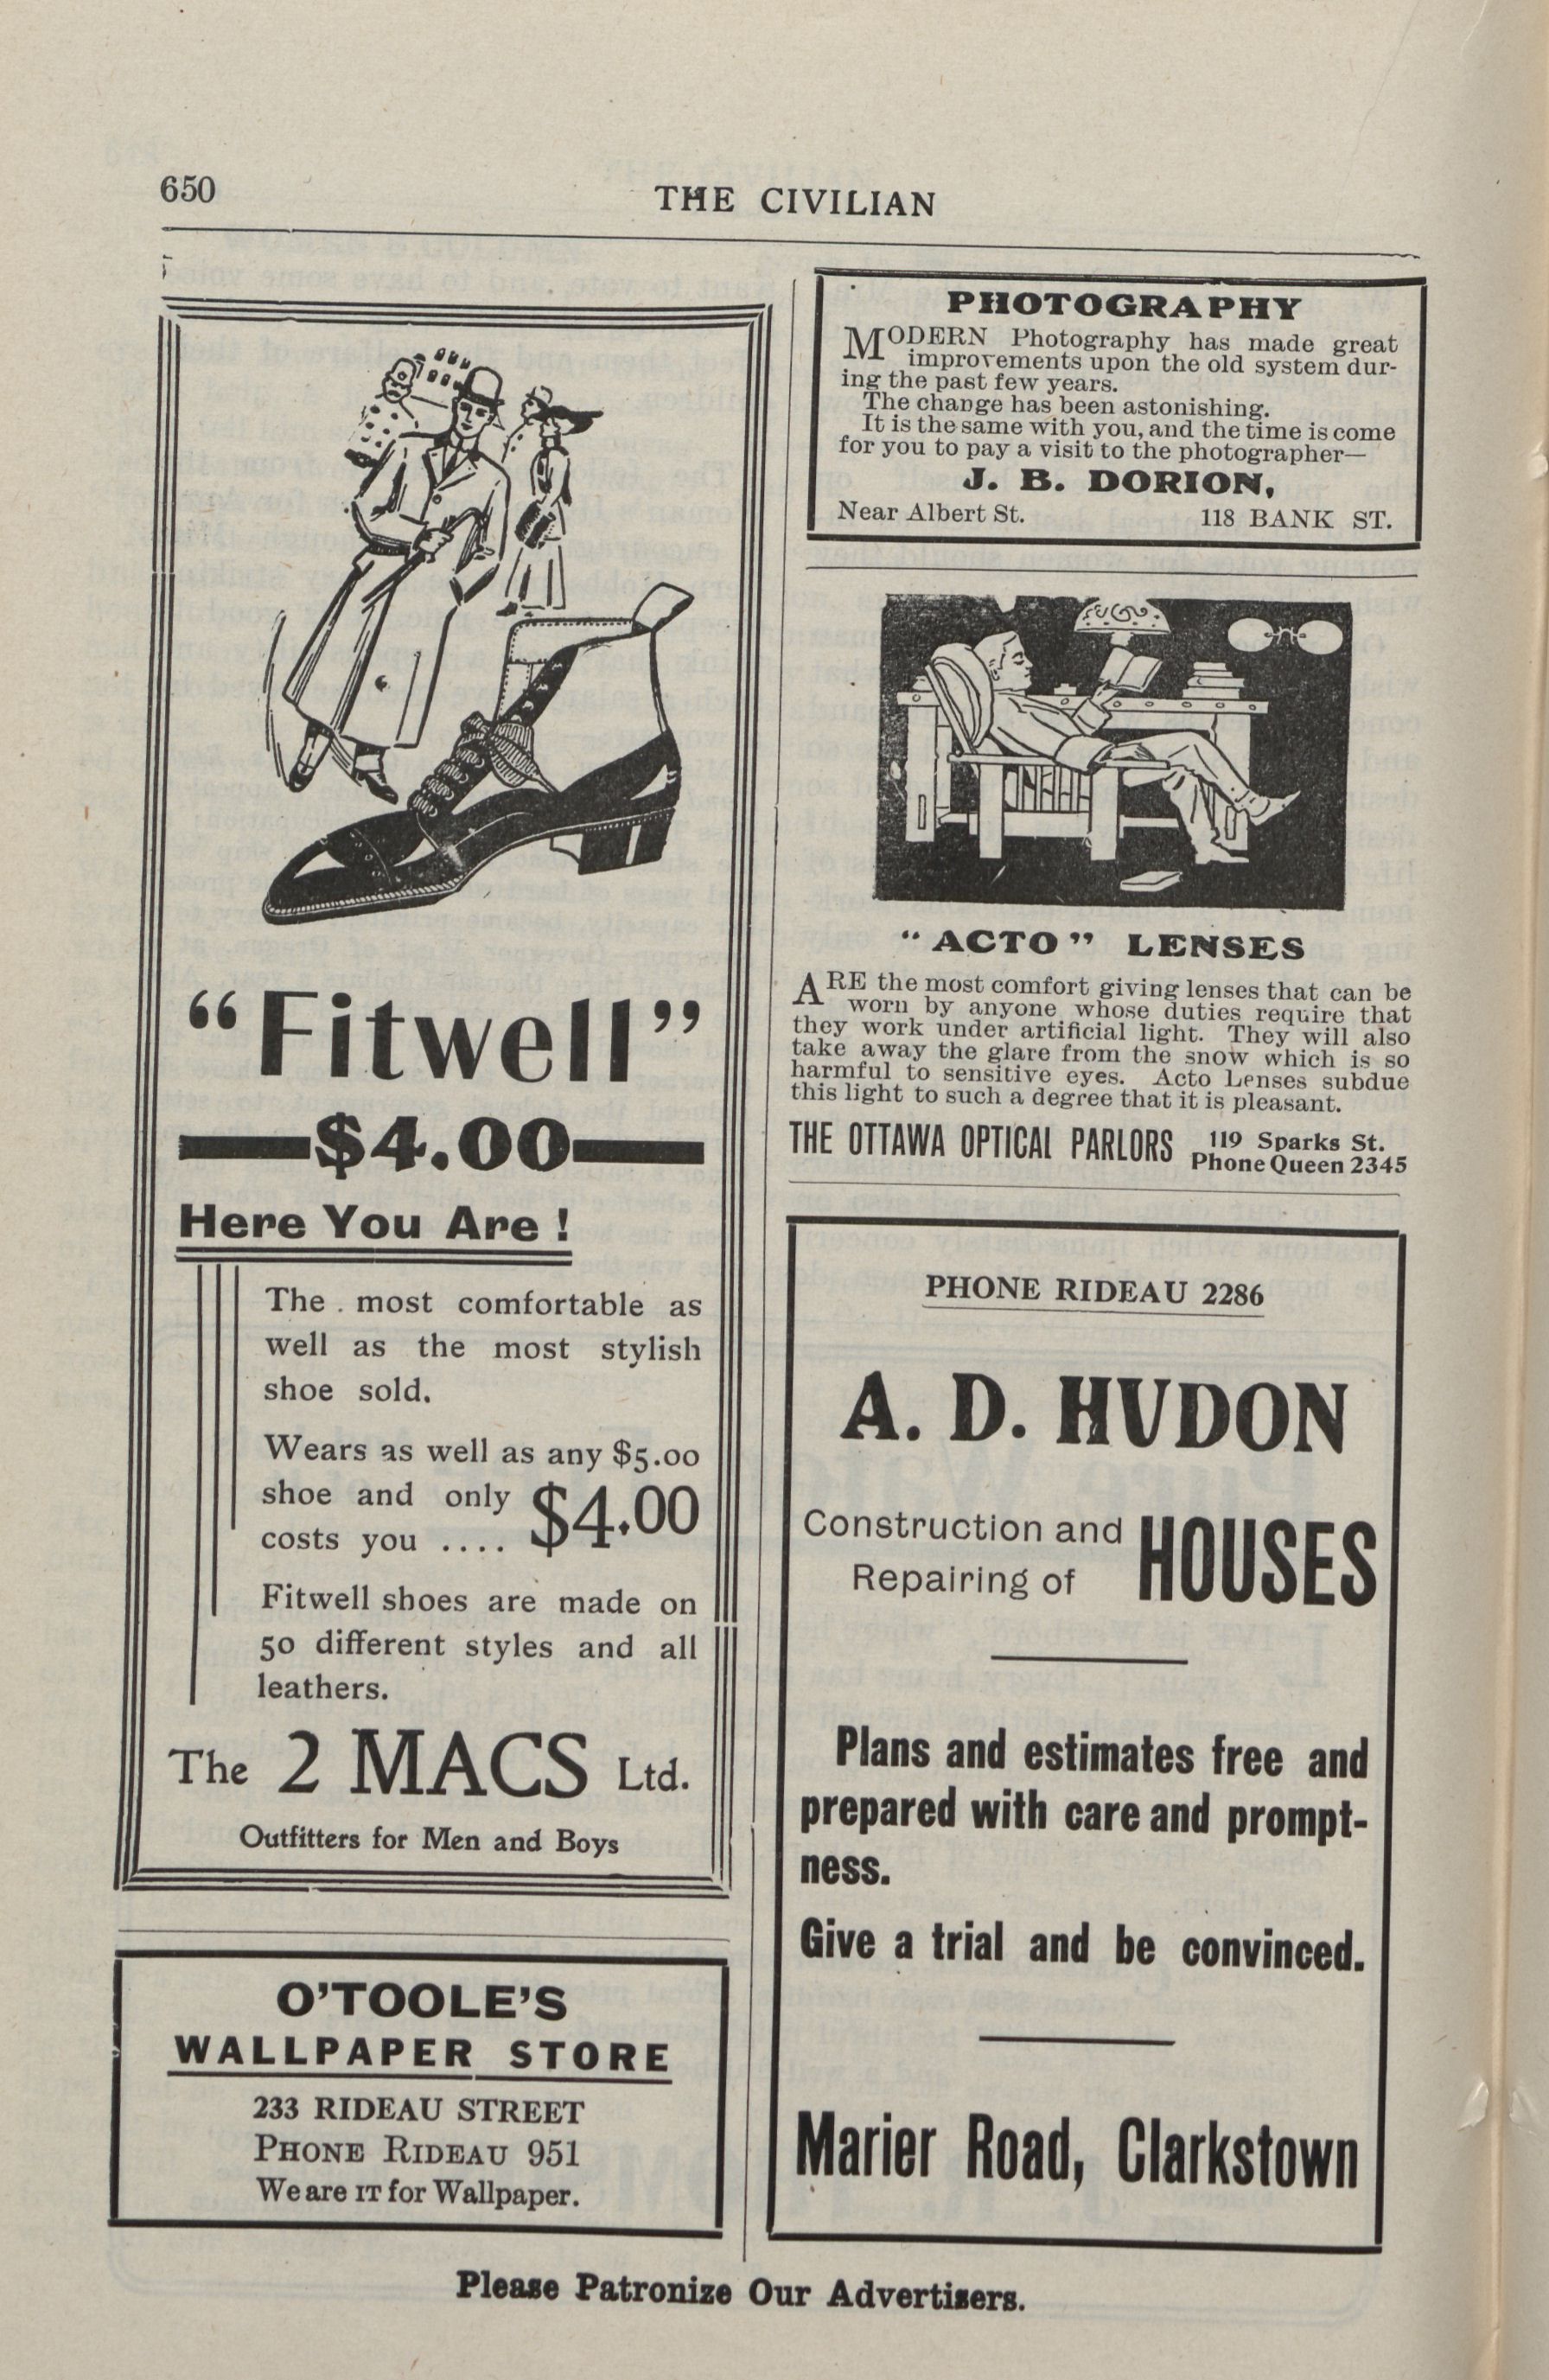 650
THE CIVILIAN
"Fitwell"
$4.00
Here You Are!
The . most comfortable as
well as the most stylish
shoe sold.
Wears as well as any $5.00
shoe and only
costs you .... $4.00
Fitwell shoes are made on
50 different styles and all
leathers.
The 2 MACS Ltd.
Outfitters for Men and Boys
O'TOOLE'S
WALLPAPER STORE
233 RIDEAU STREET
PHONE RIDEAU 951
We are IT for Wallpaper.
PHOTOGRAPHY
MODERN Photography has made great
improvements upon the old system dur-
ing the past few years.
The change has been astonishing.
It is the same with you, and the time is come
for you to pay a visit to the photographer—
J. B. DORION,
Near Albert St. 118 BANK ST.
"ACTO" LENSES
ARE the most comfort giving lenses that can be
worn by anyone whose duties require that
they work under artificial light. They will also
take away the glare from the snow which is so
harmful to sensitive eyes. Acto Lenses subdue
this light to such a degree that it is pleasant.
THE OTTAWA OPTICAL PARLORS 119 Sparks St.
Phone Queen 2345
PHONE RIDEAU 2286
A. D. HVDON
Construction and
Repairing of HOUSES
Plans and estimates free and
prepared with care and prompt-
ness.
Give a trial and be convinced.
Marier Road, Clarkstown
Please Patronize Our Advertisers.